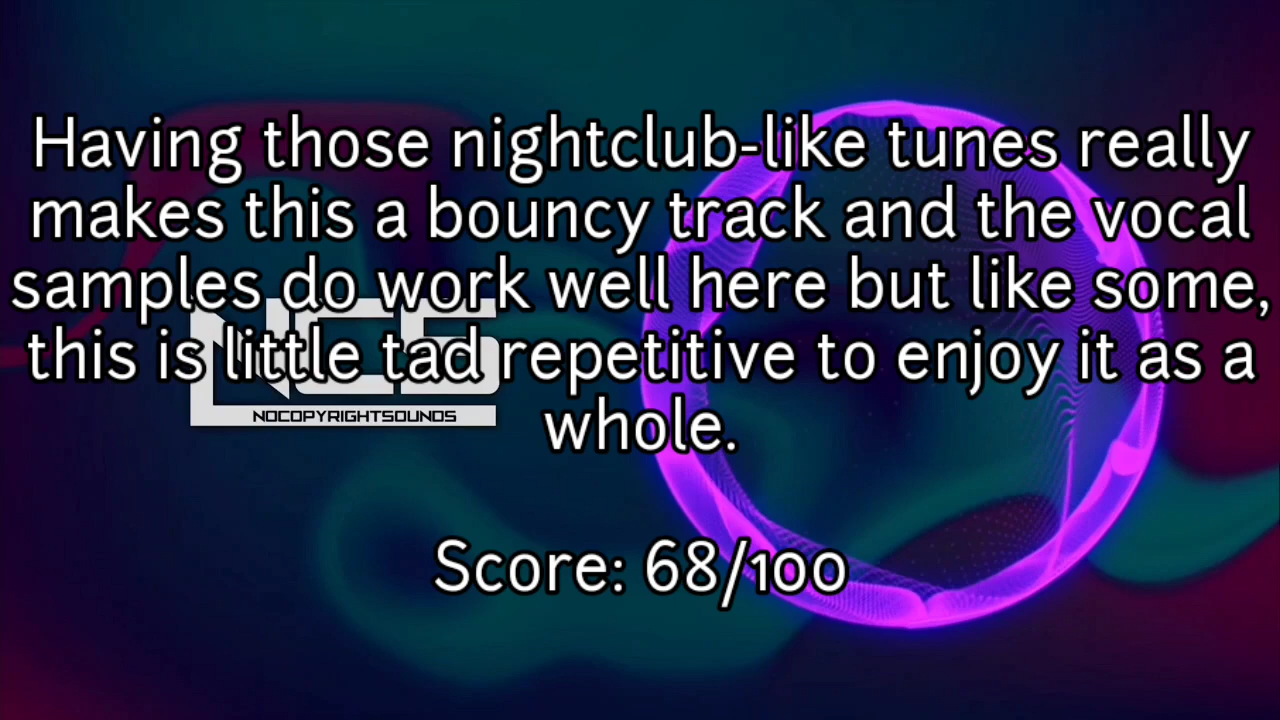 Having those nightclub-like tunes really
makes this a bouncy track and the vocal
samples do work well here but like some,
this is little tad repetitive to enjoy it as a
whole.
NCS
NOCOPYRIGHTSOUNDS
Score: 68/100